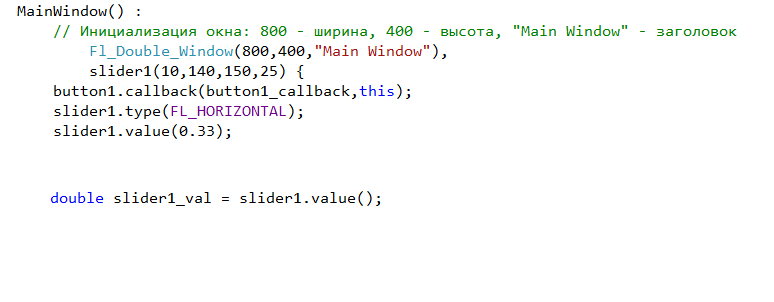 MainWindow() :
// Инициализация окна: 800 - ширина, 400 - высота, "Main Window" - заголовок
Fl_Double_Window(800,400,"Main Window"),
slider1(10,140,150,25) {
button1.callback(button1_callback,this);
slider1.type(FL_HORIZONTAL);
slider1.value(0.33);
double slider1_val = slider1.value();